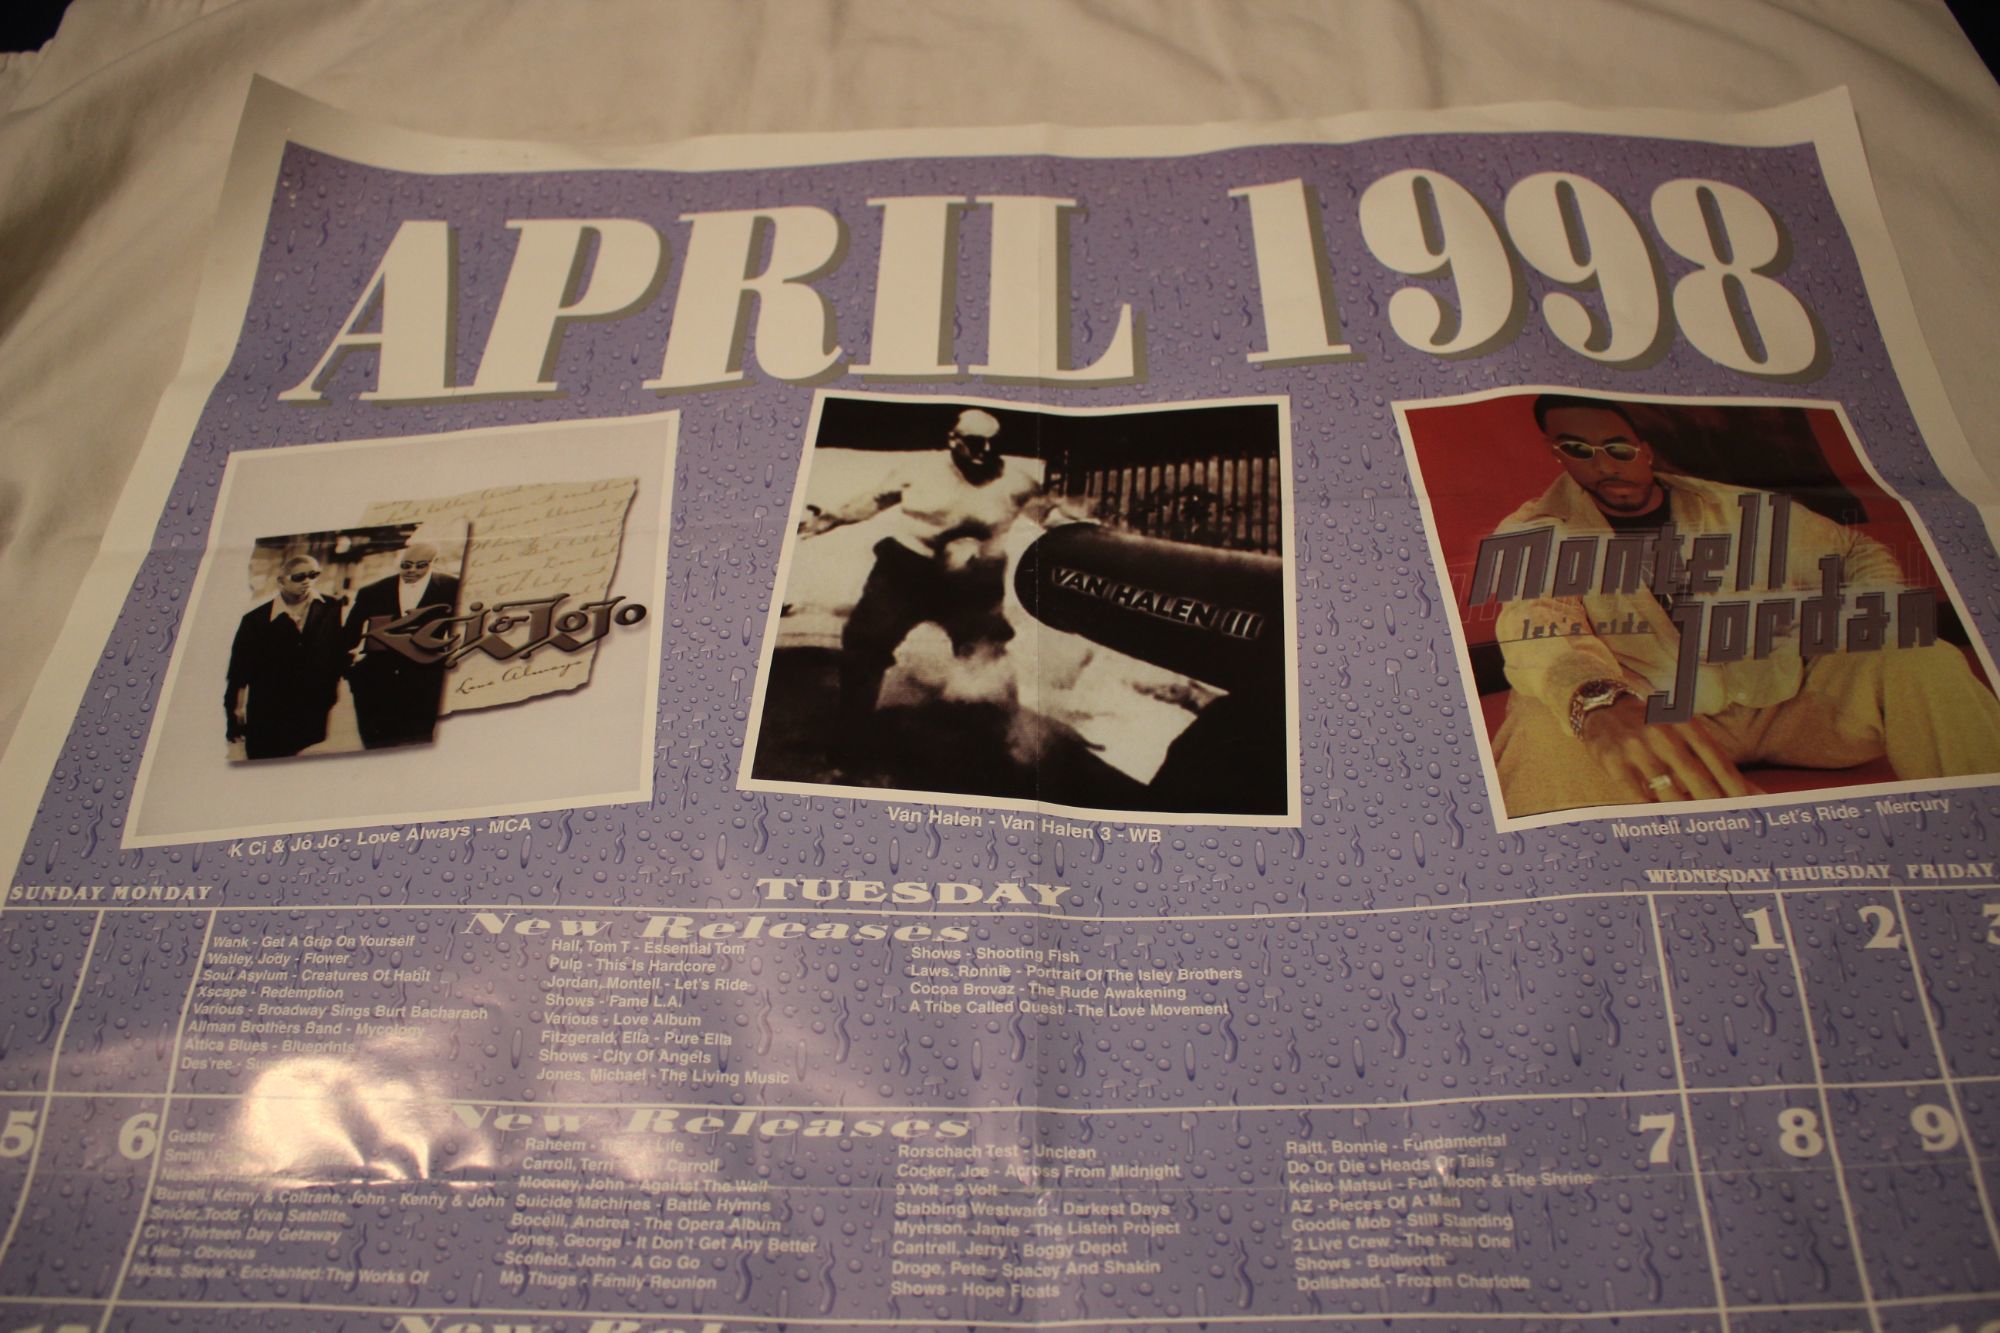 APRIL 1998
K Ci & JoJo
Love Always
VAN HALEN III
Montell Jordan
let's ride
K Ci & Jo Jo - Love Always - MCA
Van Halen - Van Halen 3 - WB
Montell Jordan - Let's Ride - Mercury
SUNDAY MONDAY TUESDAY WEDNESDAY THURSDAY FRIDAY
New Releases
1 2 3
Wank - Get A Grip On Yourself
Watley, Jody - Flower
Soul Asylum - Creatures Of Habit
Xscape - Redemption
Various - Broadway Sings Burt Bacharach
Allman Brothers Band - Mycology
Attica Blues - Blueprints
Des'ree -
Hall, Tom T - Essential Tom
Pulp - This Is Hardcore
Jordan, Montell - Let's Ride
Shows - Fame L.A.
Various - Love Album
Fitzgerald, Ella - Pure Ella
Shows - City Of Angels
Jones, Michael - The Living Music
Shows - Shooting Fish
Laws, Ronnie - Portrait Of The Isley Brothers
Cocoa Brovaz - The Rude Awakening
A Tribe Called Quest - The Love Movement
5 6
New Releases
7 8 9
Guster -
Smith,
Nelson
Burrell, Kenny & Coltrane, John - Kenny & John
Snider, Todd - Viva Satellite
Civ - Thirteen Day Getaway
4 Him - Obvious
Nicks, Stevie - Enchanted: The Works Of
Raheem - Life
Carroll, Terri - Carroll
Mooney, John - Against The Wall
Suicide Machines - Battle Hymns
Bocelli, Andrea - The Opera Album
Jones, George - It Don't Get Any Better
Scofield, John - A Go Go
Mo Thugs - Family Reunion
Rorschach Test - Unclean
Cocker, Joe - Across From Midnight
9 Volt - 9 Volt
Stabbing Westward - Darkest Days
Myerson, Jamie - The Listen Project
Cantrell, Jerry - Boggy Depot
Droge, Pete - Spacey And Shakin
Shows - Hope Floats
Raitt, Bonnie - Fundamental
Do Or Die - Heads Or Tails
Keiko Matsui - Full Moon & The Shrine
AZ - Pieces Of A Man
Goodie Mob - Still Standing
2 Live Crew - The Real One
Shows - Bullworth
Dollshead - Frozen Charlotte